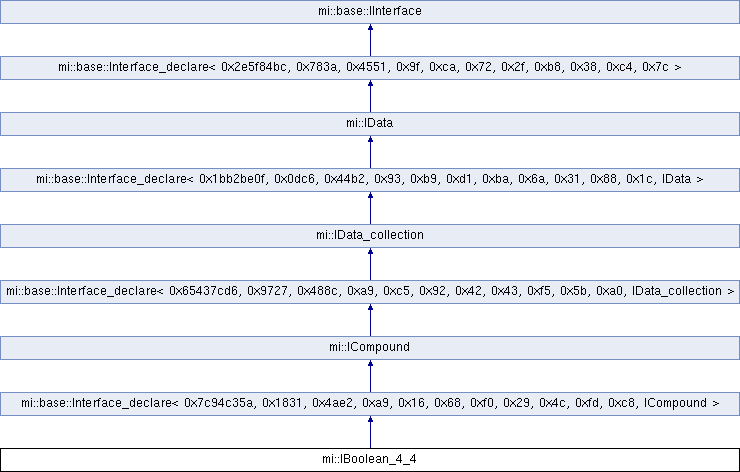 mi::base::IInterface
mi::base::Interface_declare< 0x2e5f84bc, 0x783a, 0x4551, 0x9f, 0xca, 0x72, 0x2f, 0xb8, 0x38, 0xc4, 0x7c >
mi::IData
mi::base::Interface_declare< 0x1bb2be0f, 0x0dc6, 0x44b2, 0x93, 0xb9, 0xd1, 0xba, 0x6a, 0x31, 0x88, 0x1c, IData >
mi::IData_collection
mi::base::Interface_declare< 0x65437cd6, 0x9727, 0x488c, 0xa9, 0xc5, 0x92, 0x42, 0x43, 0xf5, 0x5b, 0xa0, IData_collection >
mi::ICompound
mi::base::Interface_declare< 0x7c94c35a, 0x1831, 0x4ae2, 0xa9, 0x16, 0x68, 0xf0, 0x29, 0x4c, 0xfd, 0xc8, ICompound >
mi::IBoolean_4_4